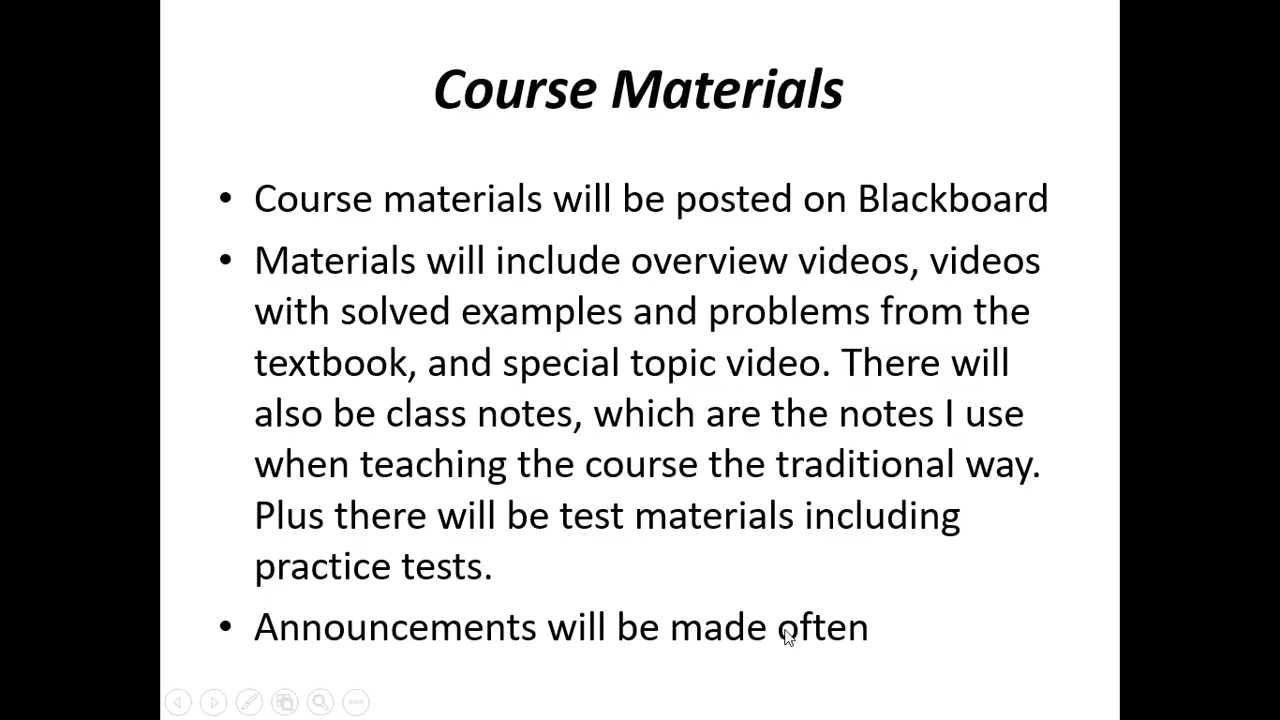 Course Materials
• Course materials will be posted on Blackboard
• Materials will include overview videos, videos
with solved examples and problems from the
textbook, and special topic video. There will
also be class notes, which are the notes I use
when teaching the course the traditional way.
Plus there will be test materials including
practice tests.
• Announcements will be made often